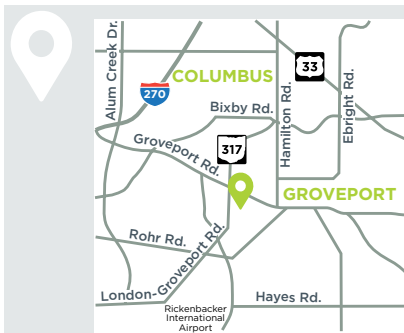 Alum Creek Dr.
COLUMBUS
33
270
Bixby Rd.
Hamilton Rd.
Ebright Rd.
317
Groveport Rd.
GROVEPORT
Rohr Rd.
London-Groveport Rd.
Hayes Rd.
Rickenbacker
International
Airport